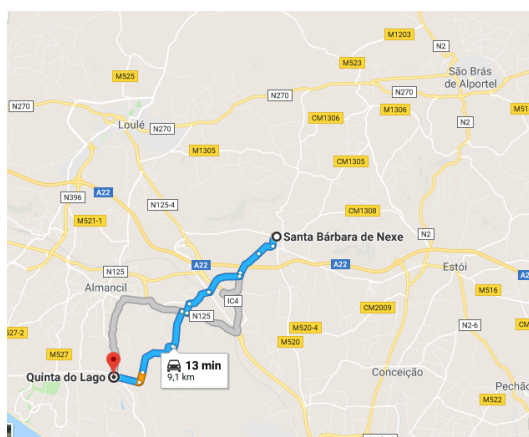 M1203
N2
M523
São Brás
de Alportel
M525
N270
N270
N270
CM1306
M1306
M51
Loulé
N270
N2
M1305
CM1305
N396
A22
N125-4
M521-1
CM1308
Santa Bárbara de Nexe
N2
A22
A22
Estói
N125
Almancil
IC4
M516
N125
CM2009
M527-2
M520-4
N2-6
CM
M520
M527
13 min
9,1 km
Quinta do Lago
Conceição
Pechão
M522